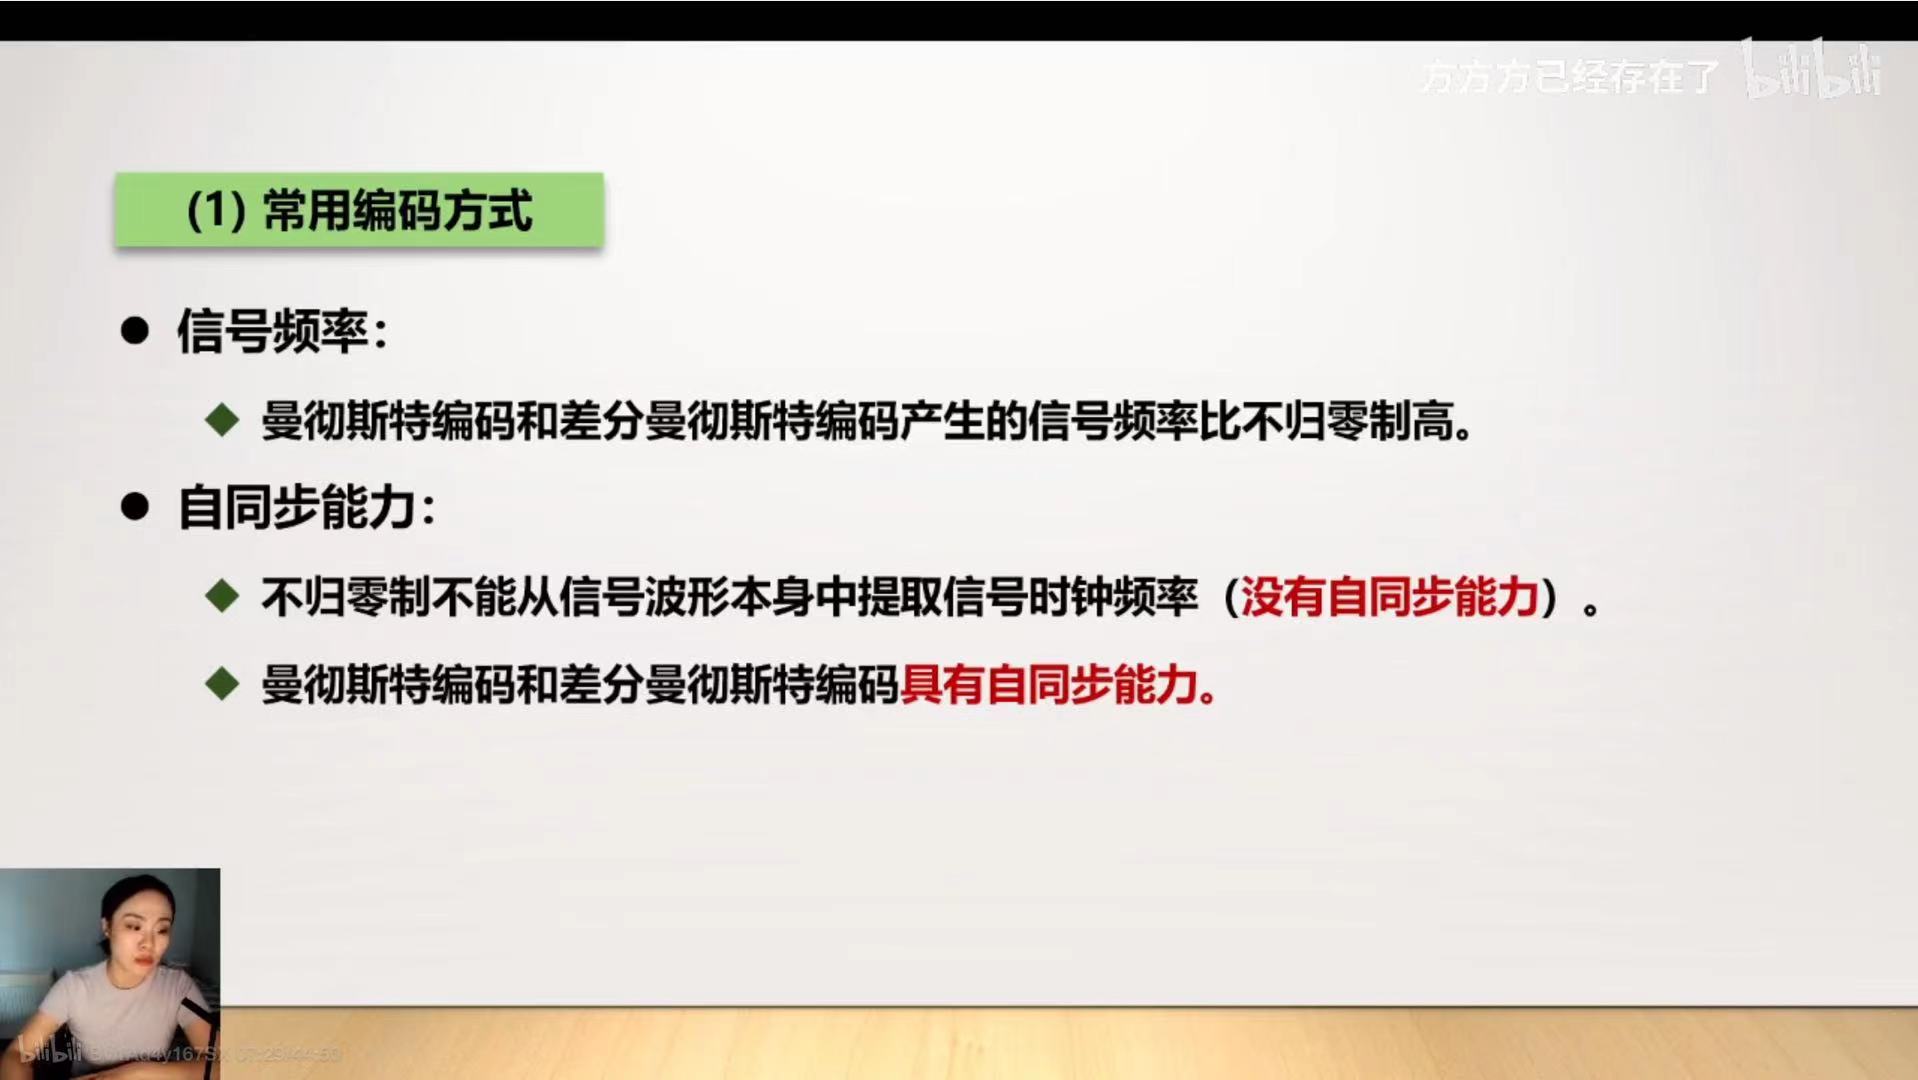 方方方已经存在了 bilibili
(1) 常用编码方式
● 信号频率：
◆ 曼彻斯特编码和差分曼彻斯特编码产生的信号频率比不归零制高。
● 自同步能力：
◆ 不归零制不能从信号波形本身中提取信号时钟频率（没有自同步能力）。
◆ 曼彻斯特编码和差分曼彻斯特编码具有自同步能力。
bilibili